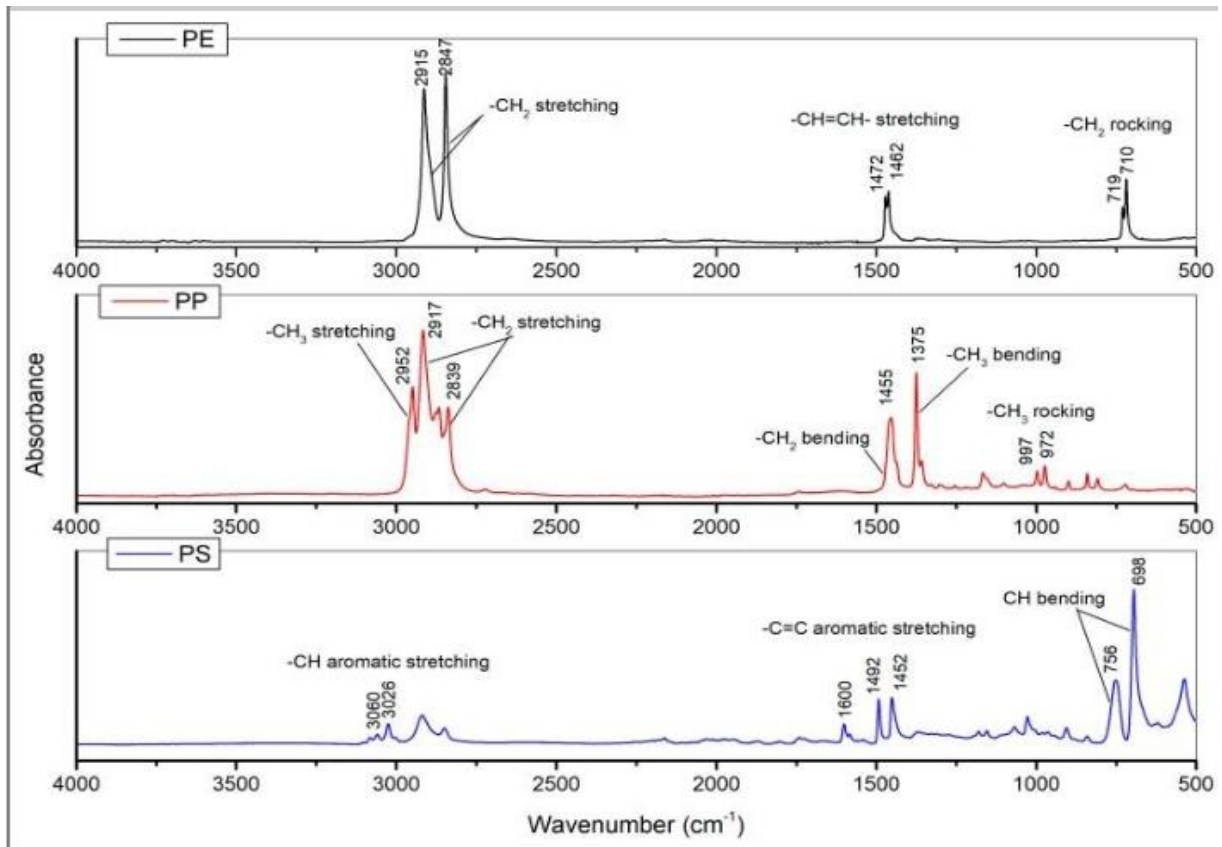 PE
2915
2847
-CH₂ stretching
-CH=CH- stretching
1472
1462
-CH₂ rocking
719
710
4000 3500 3000 2500 2000 1500 1000 500
PP
-CH₃ stretching
2952
2917
2839
-CH₂ stretching
-CH₂ bending
1455
1375
-CH₃ bending
-CH₃ rocking
997
972
4000 3500 3000 2500 2000 1500 1000 500
Absorbance
PS
-CH aromatic stretching
3060
3026
-C=C aromatic stretching
1600
1492
1452
CH bending
756
698
4000 3500 3000 2500 2000 1500 1000 500
Wavenumber (cm⁻¹)